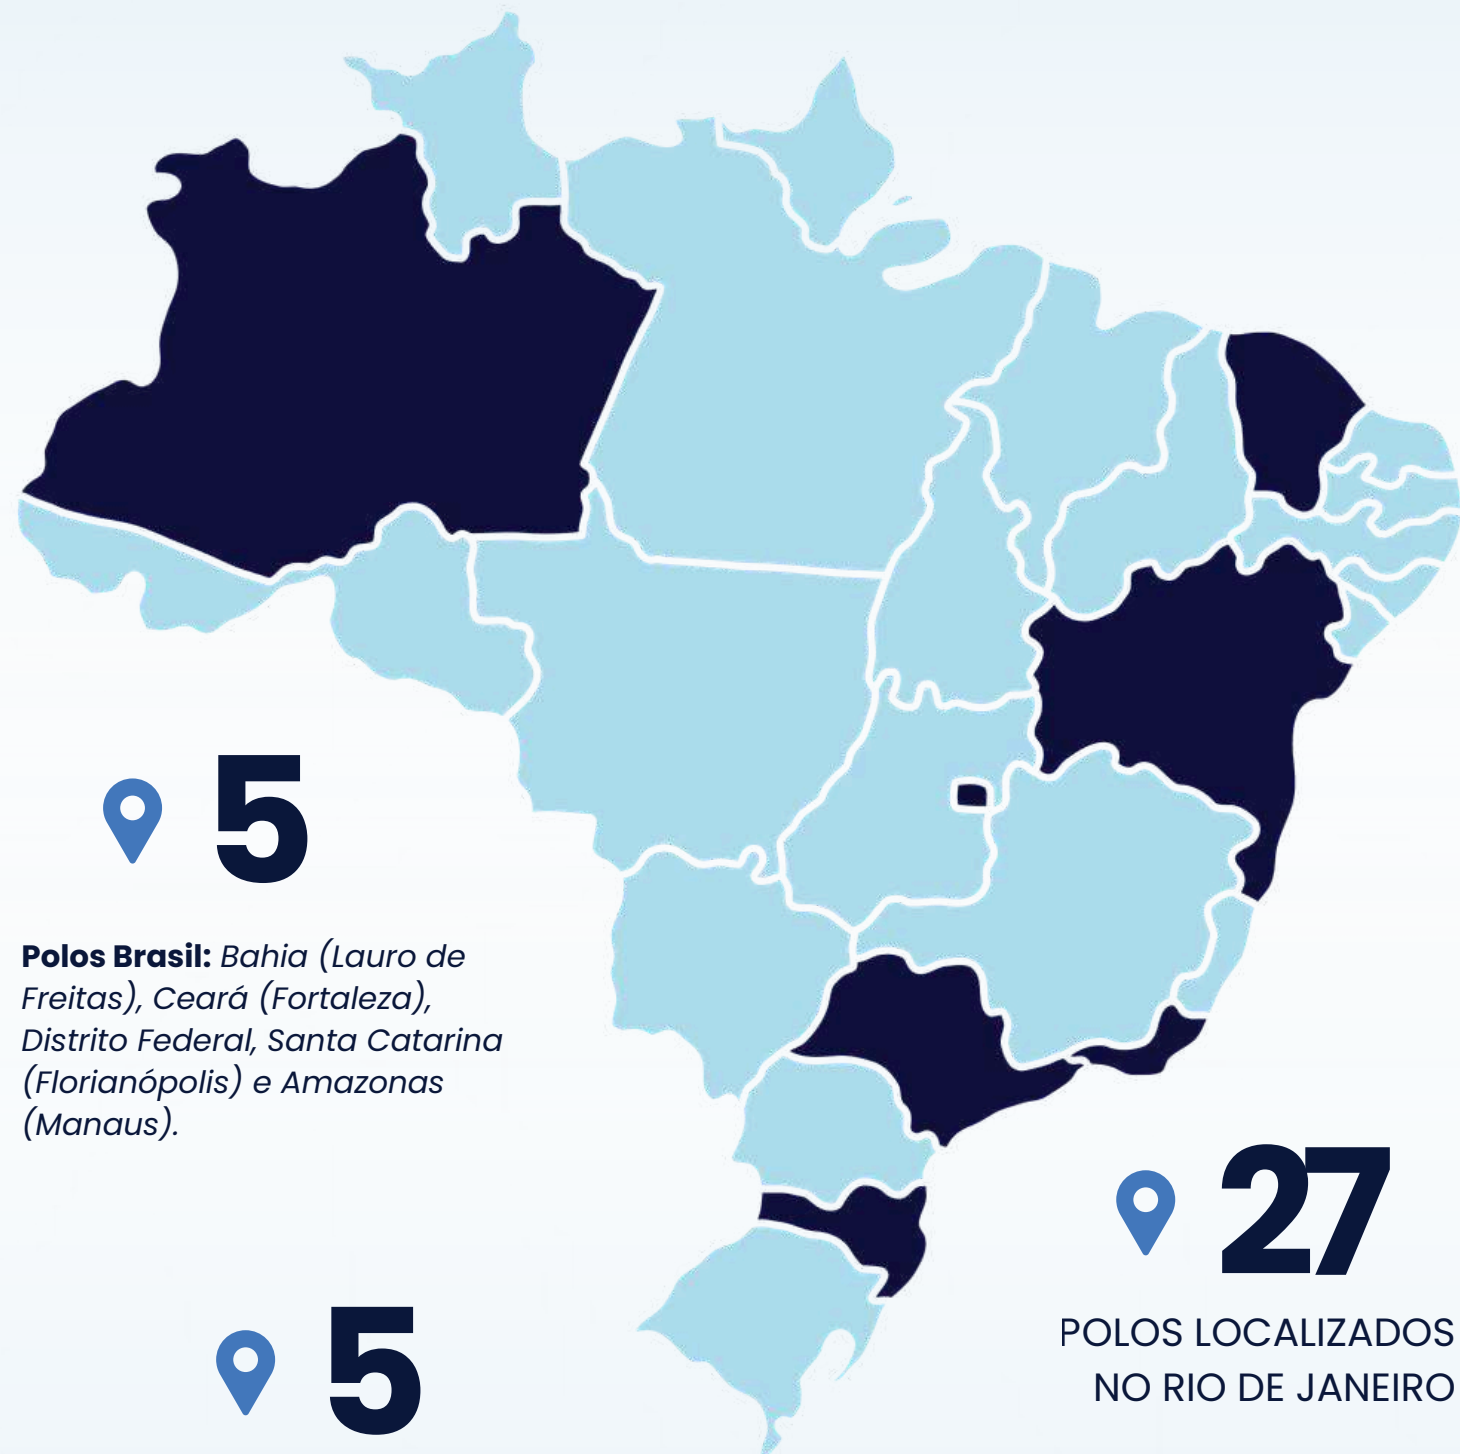 5
Polos Brasil: Bahia (Lauro de
Freitas), Ceará (Fortaleza),
Distrito Federal, Santa Catarina
(Florianópolis) e Amazonas
(Manaus).
27
POLOS LOCALIZADOS
NO RIO DE JANEIRO
5